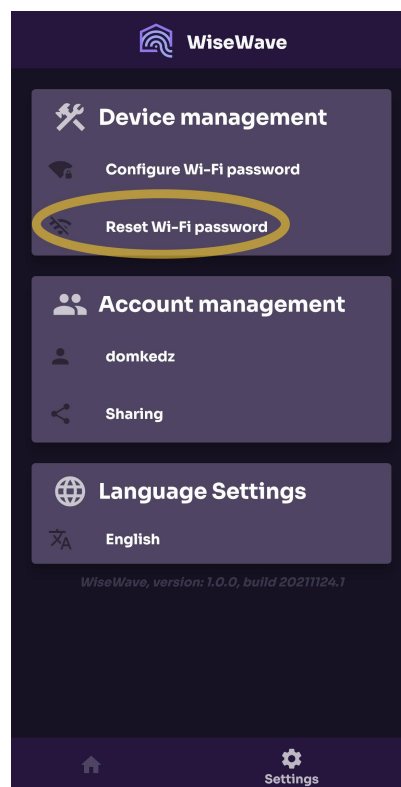 WiseWave
Device management
Configure Wi-Fi password
Reset Wi-Fi password
Account management
domkedz
Sharing
Language Settings
English
WiseWave, version: 1.0.0, build 20211124.1
Settings